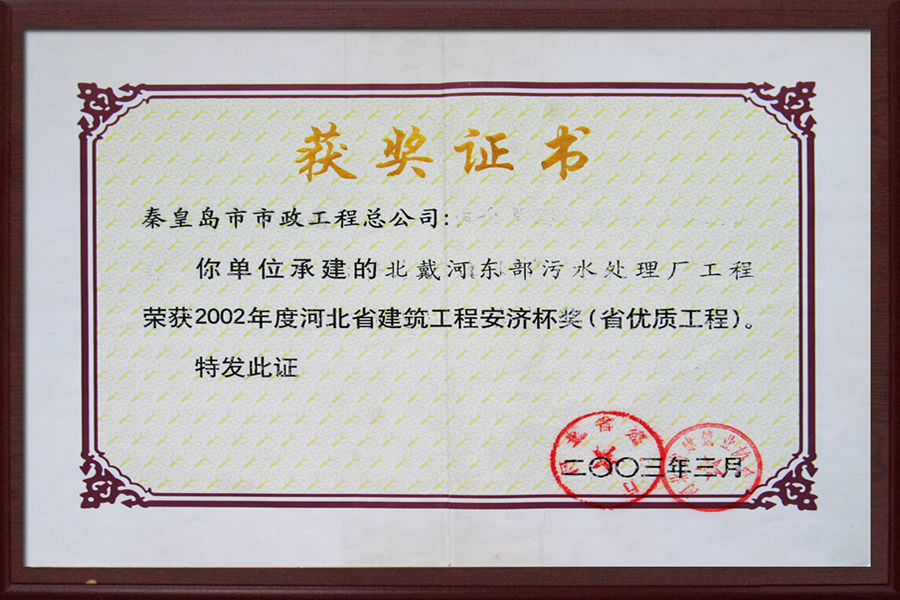 获奖证书
秦皇岛市市政工程总公司:
你单位承建的北戴河东部污水处理厂工程
荣获2002年度河北省建筑工程安济杯奖(省优质工程)。
特发此证
二〇〇三年三月